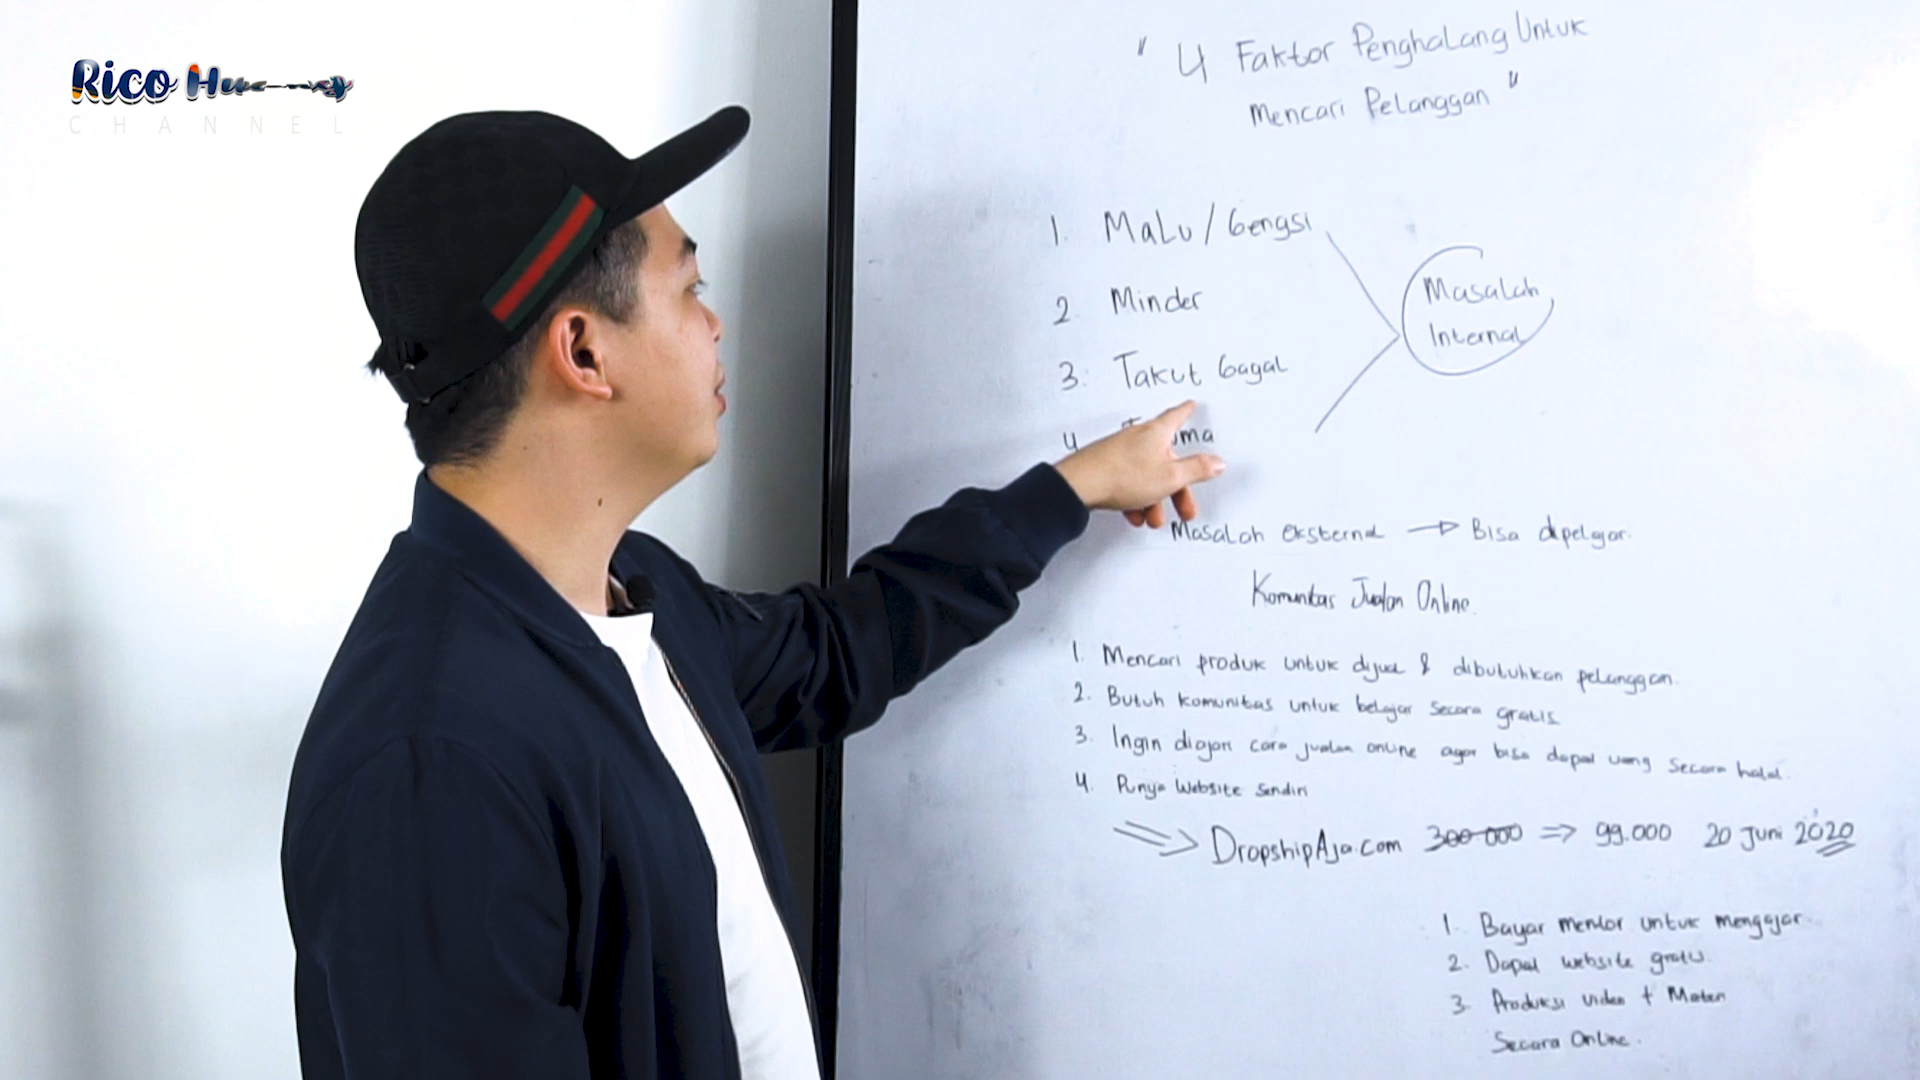 Rico Hu
CHANNEL
" 4 Faktor Penghalang Untuk
Mencari Pelanggan "
1. Malu / Gengsi
2. Minder
3. Takut Gagal
4.
Masalah
Internal
Masalah eksternal → Bisa dipelajar.
Komunitas Jualan Online
1. Mencari produk untuk dijual & dibutuhkan pelanggan.
2. Butuh komunitas untuk belajar secara gratis
3. Ingin diajari cara jualan online agar bisa dapat uang secara halal.
4. Punya website sendiri
⇒ DropshipAja.com 300 000 ⇒ 99.000 20 Juni 2020
1. Bayar mentor untuk mengajar.
2. Dapat website gratis.
3. Produksi video + Materi
Secara Online.